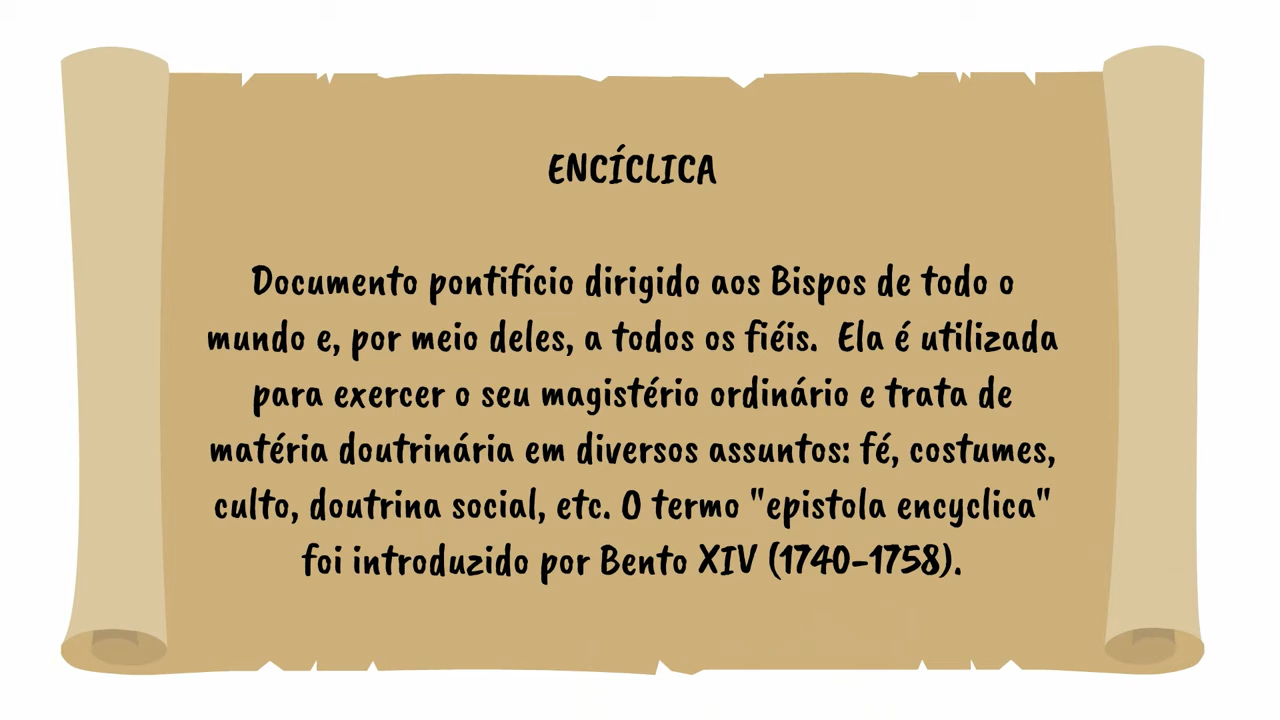 ENCÍCLICA
Documento pontifício dirigido aos Bispos de todo o
mundo e, por meio deles, a todos os fiéis.  Ela é utilizada
para exercer o seu magistério ordinário e trata de
matéria doutrinária em diversos assuntos: fé, costumes,
culto, doutrina social, etc. O termo "epistola encyclica"
foi introduzido por Bento XIV (1740-1758).